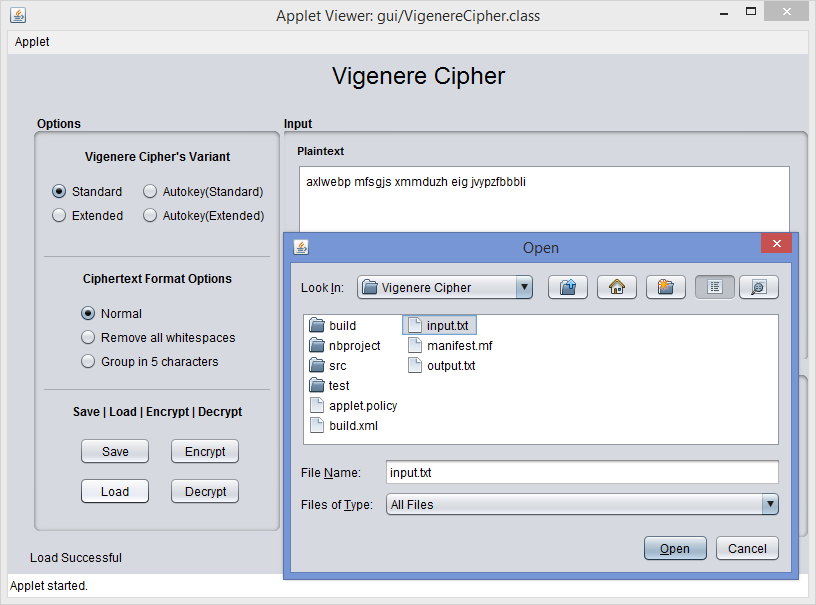 Applet Viewer: gui/VigenereCipher.class
Applet
Vigenere Cipher
Options
Input
Vigenere Cipher's Variant
Standard
Autokey(Standard)
Extended
Autokey(Extended)
Ciphertext Format Options
Normal
Remove all whitespaces
Group in 5 characters
Save | Load | Encrypt | Decrypt
Save
Encrypt
Load
Decrypt
Load Successful
Applet started.
Plaintext
axlwebp mfsgjs xmmduzh eig jvypzfbbbli
Open
Look In:
Vigenere Cipher
build
nbproject
src
test
applet.policy
build.xml
input.txt
manifest.mf
output.txt
File Name:
input.txt
Files of Type:
All Files
Open
Cancel